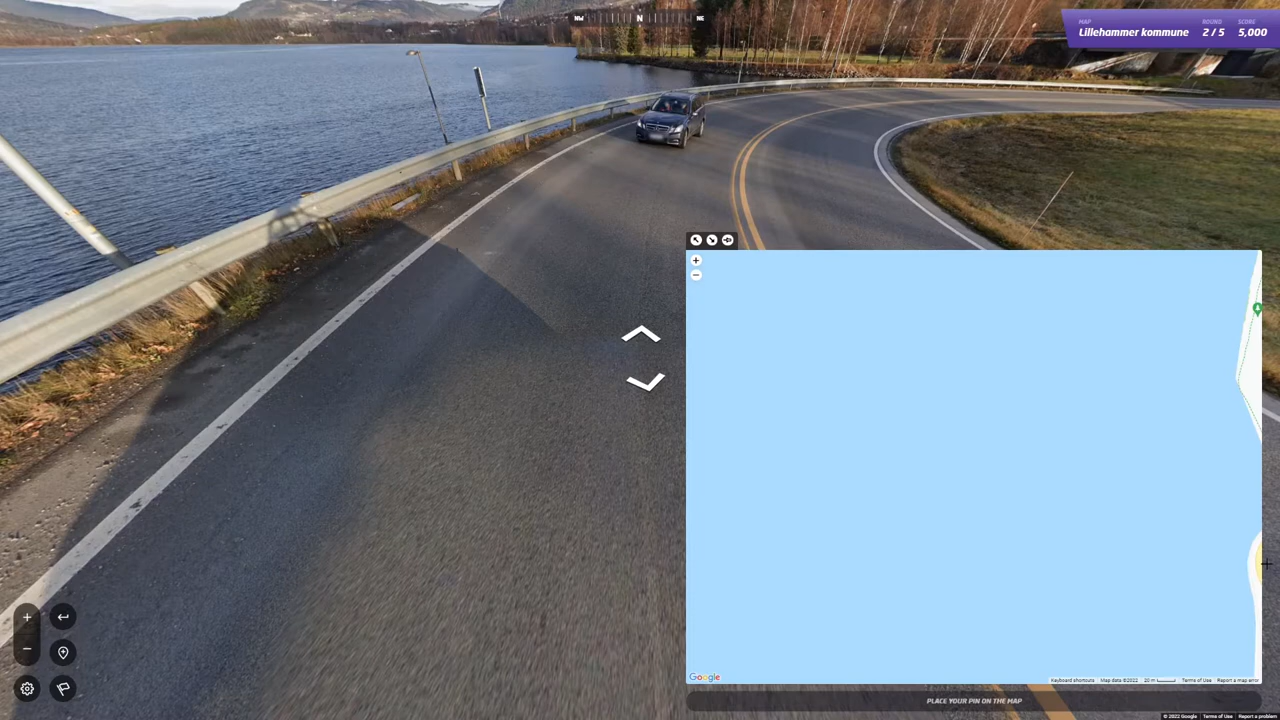 NW N NE
MAP ROUND SCORE
Lillehammer kommune 2 / 5 5,000
Google
Keyboard shortcuts Map data ©2022 20 m Terms of Use Report a map error
PLACE YOUR PIN ON THE MAP
© 2022 Google Terms of Use Report a problem